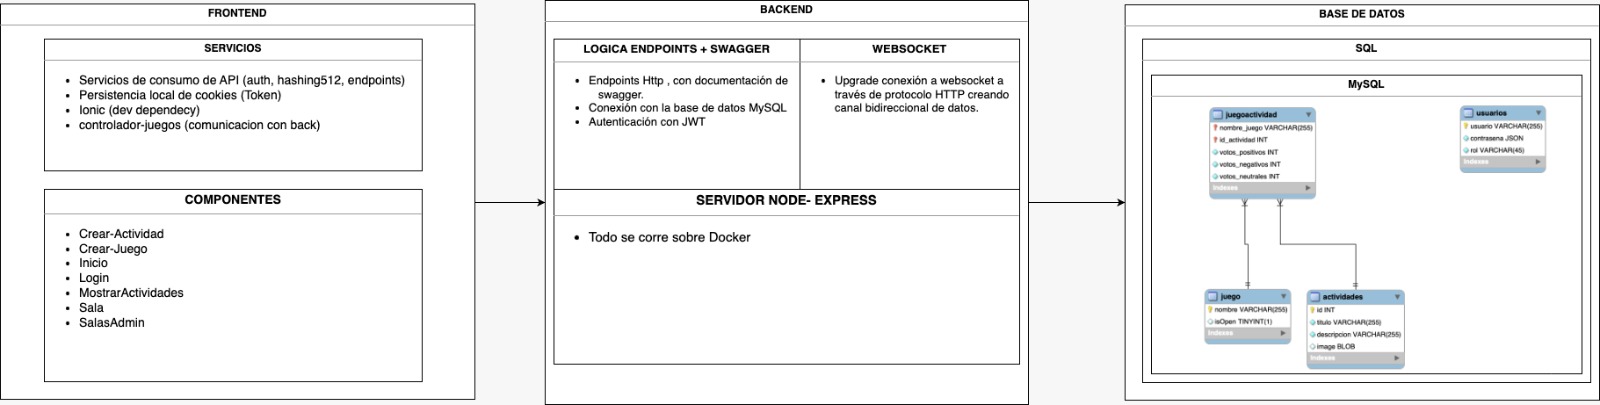 FRONTEND
SERVICIOS
Servicios de consumo de API (auth, hashing512, endpoints)
Persistencia local de cookies (Token)
Ionic (dev dependecy)
controlador-juegos (comunicacion con back)
COMPONENTES
Crear-Actividad
Crear-Juego
Inicio
Login
MostrarActividades
Sala
SalasAdmin
BACKEND
LOGICA ENDPOINTS + SWAGGER
Endpoints Http , con documentación de
swagger.
Conexión con la base de datos MySQL
Autenticación con JWT
WEBSOCKET
Upgrade conexión a websocket a
través de protocolo HTTP creando
canal bidireccional de datos.
SERVIDOR NODE- EXPRESS
Todo se corre sobre Docker
BASE DE DATOS
SQL
MySQL
juegoactividad
nombre_juego VARCHAR(255)
id_actividad INT
votos_positivos INT
votos_negativos INT
votos_neutrales INT
Indexes
usuarios
usuario VARCHAR(255)
contrasena JSON
rol VARCHAR(45)
Indexes
juego
nombre VARCHAR(255)
isOpen TINYINT(1)
Indexes
actividades
id INT
titulo VARCHAR(255)
descripcion VARCHAR(255)
image BLOB
Indexes